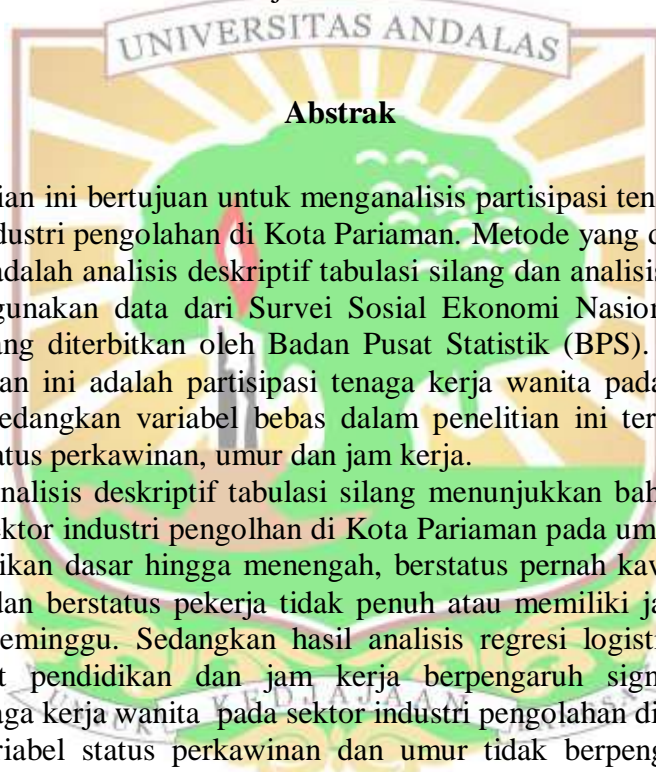 UNIVERSITAS ANDALAS
Abstrak
ian ini bertujuan untuk menganalisis partisipasi ten
dustri pengolahan di Kota Pariaman. Metode yang d
adalah analisis deskriptif tabulasi silang dan analisis
gunakan data dari Survei Sosial Ekonomi Nasion
ang diterbitkan oleh Badan Pusat Statistik (BPS).
an ini adalah partisipasi tenaga kerja wanita pada
sedangkan variabel bebas dalam penelitian ini ter
atus perkawinan, umur dan jam kerja.
nalisis deskriptif tabulasi silang menunjukkan bah
ektor industri pengolhan di Kota Pariaman pada um
ikan dasar hingga menengah, berstatus pernah kaw
dan berstatus pekerja tidak penuh atau memiliki ja
eminggu. Sedangkan hasil analisis regresi logisti
t pendidikan dan jam kerja berpengaruh sign
aga kerja wanita pada sektor industri pengolahan di
riabel status perkawinan dan umur tidak berpeng